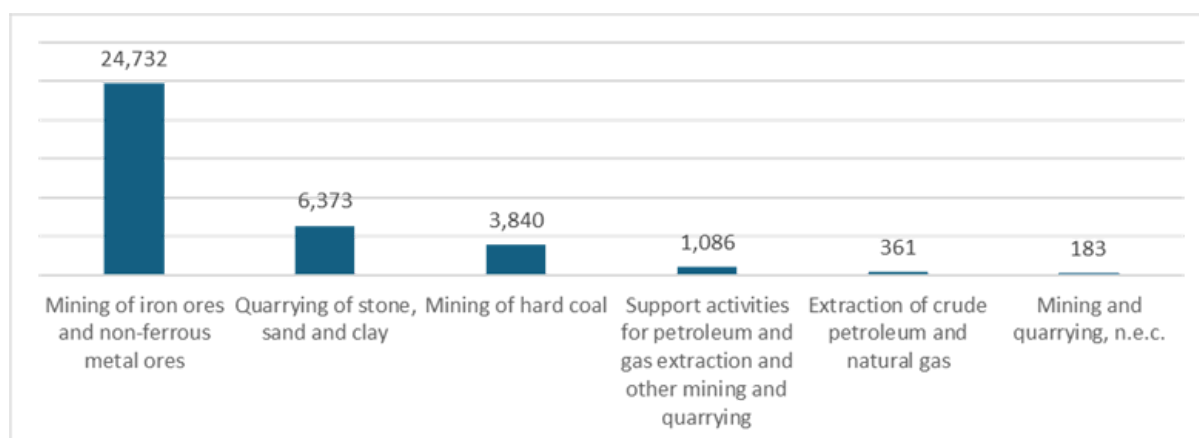 24,732
6,373
3,840
1,086
361
183
Mining of iron ores
and non-ferrous
metal ores
Quarrying of stone,
sand and clay
Mining of hard coal
Support activities
for petroleum and
gas extraction and
other mining and
quarrying
Extraction of crude
petroleum and
natural gas
Mining and
quarrying, n.e.c.